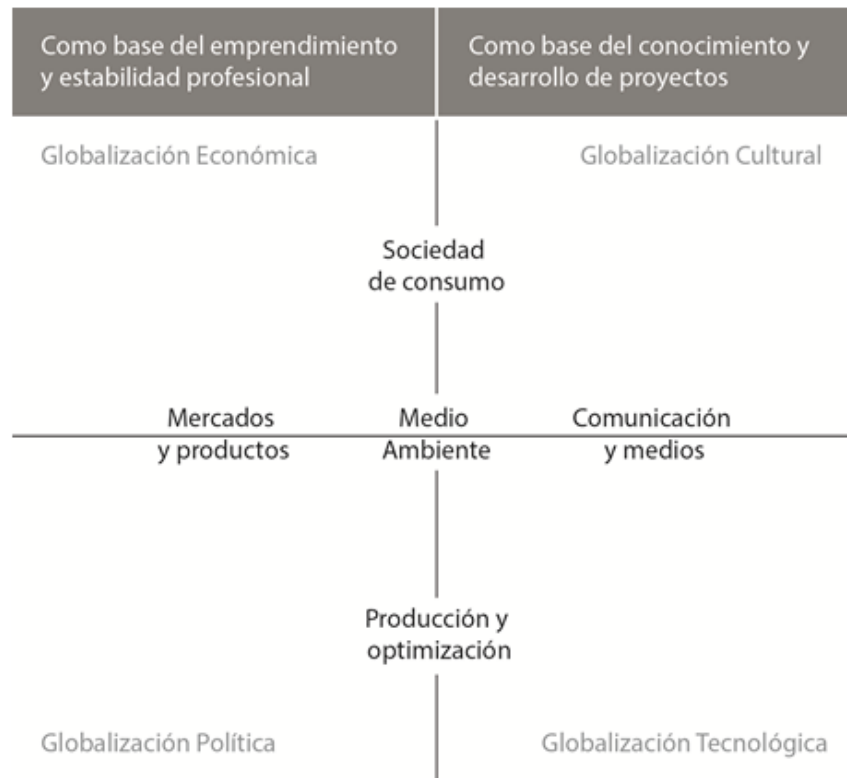 Como base del emprendimiento
y estabilidad profesional
Como base del conocimiento y
desarrollo de proyectos
Globalización Económica
Globalización Cultural
Sociedad
de consumo
Mercados
y productos
Medio
Ambiente
Comunicación
y medios
Producción y
optimización
Globalización Política
Globalización Tecnológica